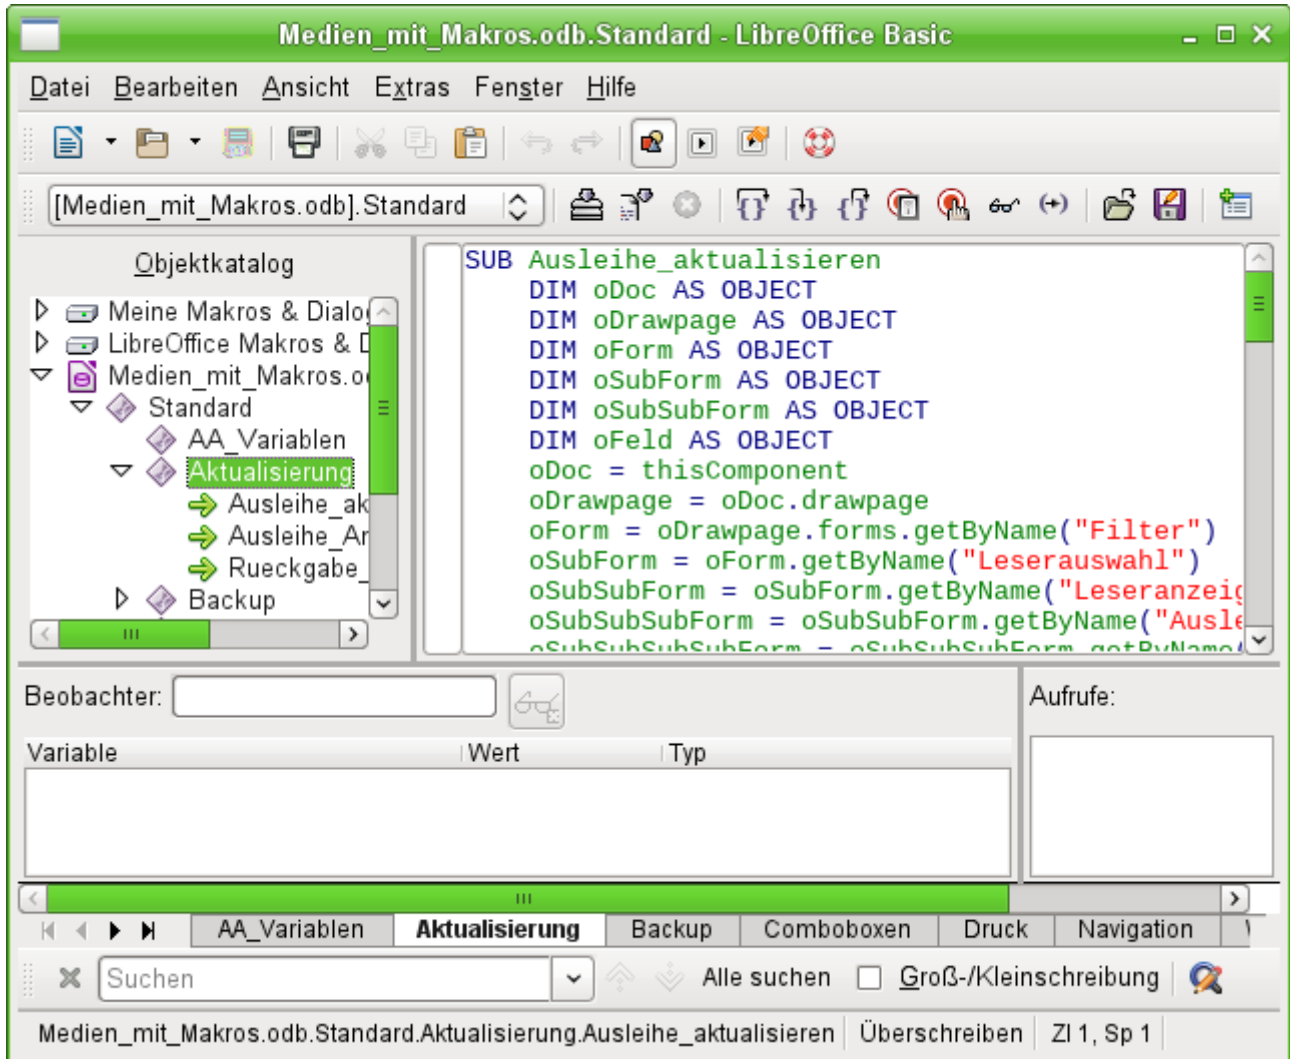 Medien_mit_Makros.odb.Standard - LibreOffice Basic
Datei Bearbeiten Ansicht Extras Fenster Hilfe
[Medien_mit_Makros.odb].Standard
Objektkatalog
Meine Makros & Dialo
LibreOffice Makros & D
Medien_mit_Makros.o
Standard
AA_Variablen
Aktualisierung
Ausleihe_ak
Ausleihe_Ar
Rueckgabe_
Backup
SUB Ausleihe_aktualisieren
DIM oDoc AS OBJECT
DIM oDrawpage AS OBJECT
DIM oForm AS OBJECT
DIM oSubForm AS OBJECT
DIM oSubSubForm AS OBJECT
DIM oFeld AS OBJECT
oDoc = thisComponent
oDrawpage = oDoc.drawpage
oForm = oDrawpage.forms.getByName("Filter")
oSubForm = oForm.getByName("Leserauswahl")
oSubSubForm = oSubForm.getByName("Leseranzeig
oSubSubForm = oSubSubForm.getByName("Ausle
oSubSubSubForm = oSubSubSubForm.getByName(
Beobachter:
Aufrufe:
Variable Wert Typ
AA_Variablen Aktualisierung Backup Comboboxen Druck Navigation
Suchen Alle suchen Groß-/Kleinschreibung
Medien_mit_Makros.odb.Standard.Aktualisierung.Ausleihe_aktualisieren Überschreiben Zl 1, Sp 1